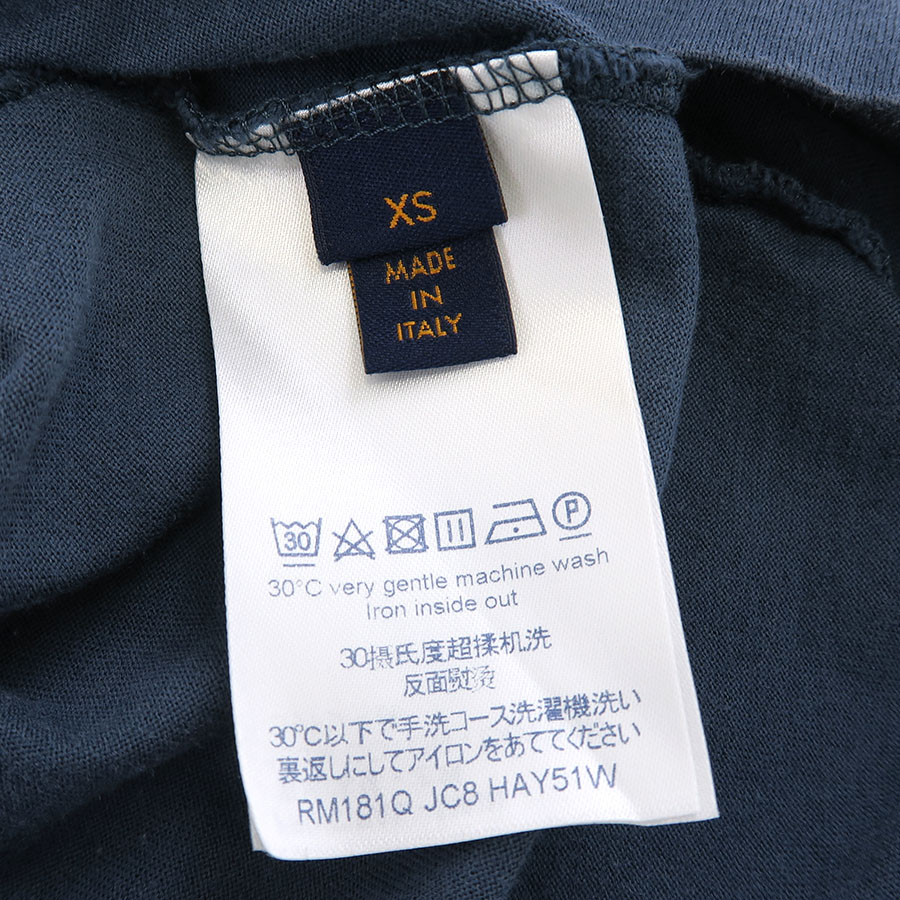 XS
MADE
IN
ITALY
30
P
30°C very gentle machine wash
Iron inside out
30摄氏度超揉机洗
反面熨烫
30°C以下で手洗コース洗濯機洗い
裏返しにしてアイロンをあててください
RM181Q JC8 HAY51W